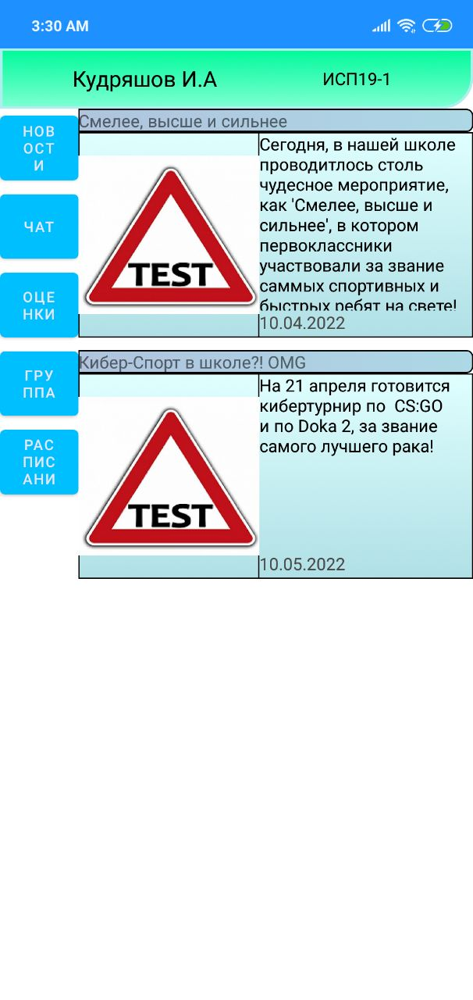 3:30 AM
Кудряшов И.А
ИСП19-1
НОВ
ОСТ
И
ЧАТ
ОЦЕ
НКИ
ГРУ
ППА
РАС
ПИС
АНИ
Смелее, высше и сильнее
TEST
Сегодня, в нашей школе
проводитлось столь
чудесное мероприятие,
как 'Смелее, высше и
сильнее', в котором
первоклассники
участвовали за звание
саммых спортивных и
быстрых ребят на свете!
10.04.2022
Кибер-Спорт в школе?! OMG
TEST
На 21 апреля готовится
кибертурнир по  CS:GO
и по Doka 2, за звание
самого лучшего рака!
10.05.2022